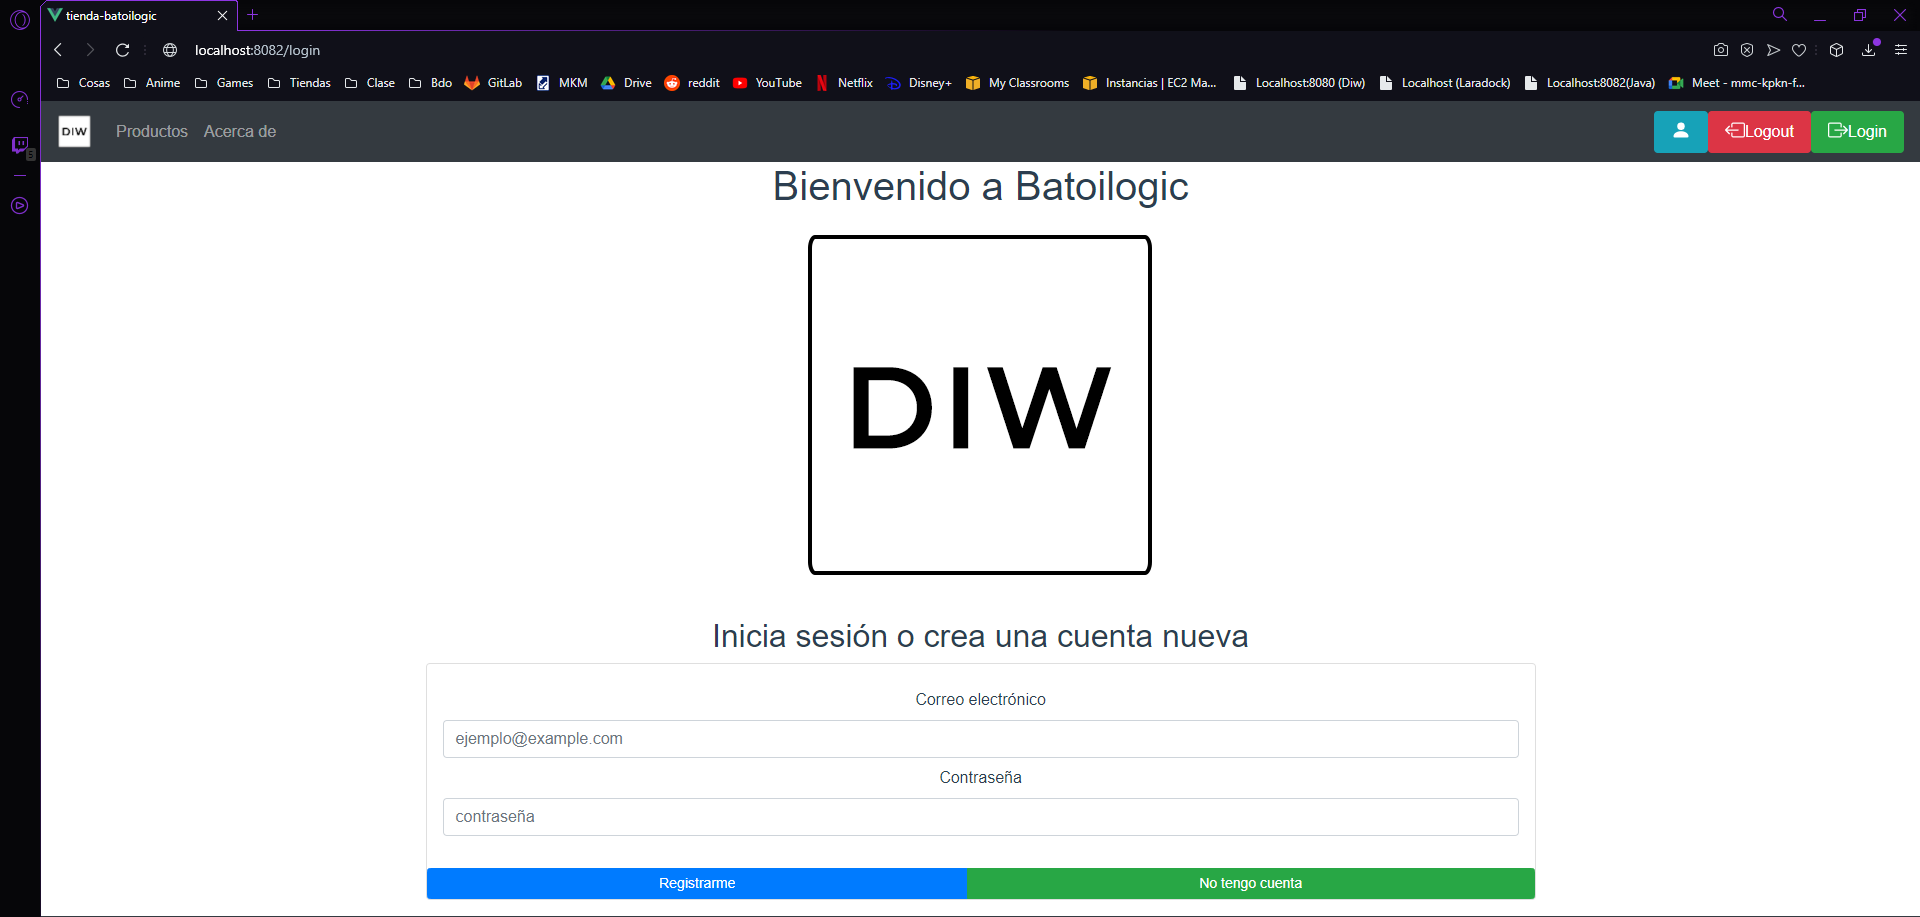 tienda-batoilogic
localhost:8082/login
Cosas Anime Games Tiendas Clase Bdo GitLab MKM Drive reddit YouTube Netflix Disney+ My Classrooms Instancias | EC2 Ma... Localhost:8080 (Diw) Localhost (Laradock) Localhost:8082(Java) Meet - mmc-kpkn-f...
DIW Productos Acerca de Logout Login
Bienvenido a Batoilogic
DIW
Inicia sesión o crea una cuenta nueva
Correo electrónico
ejemplo@example.com
Contraseña
contraseña
Registrarme No tengo cuenta